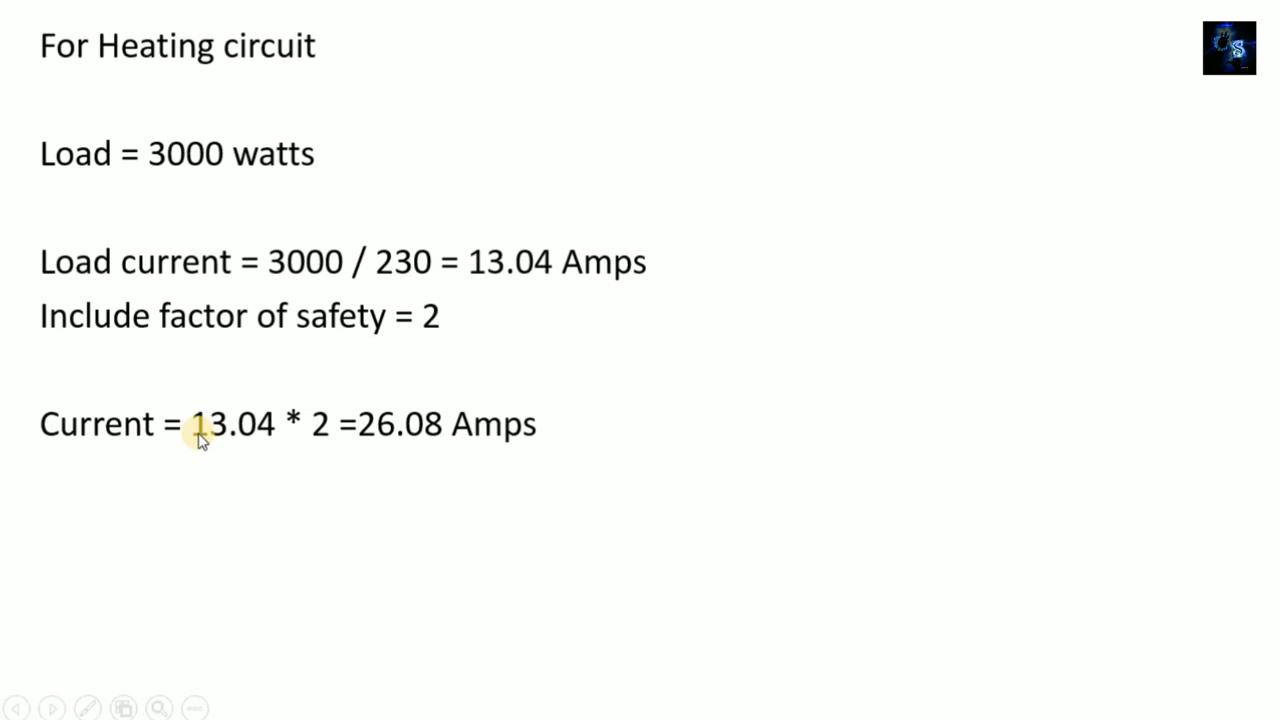 For Heating circuit
Load = 3000 watts
Load current = 3000 / 230 = 13.04 Amps
Include factor of safety = 2
Current = 13.04 * 2 =26.08 Amps